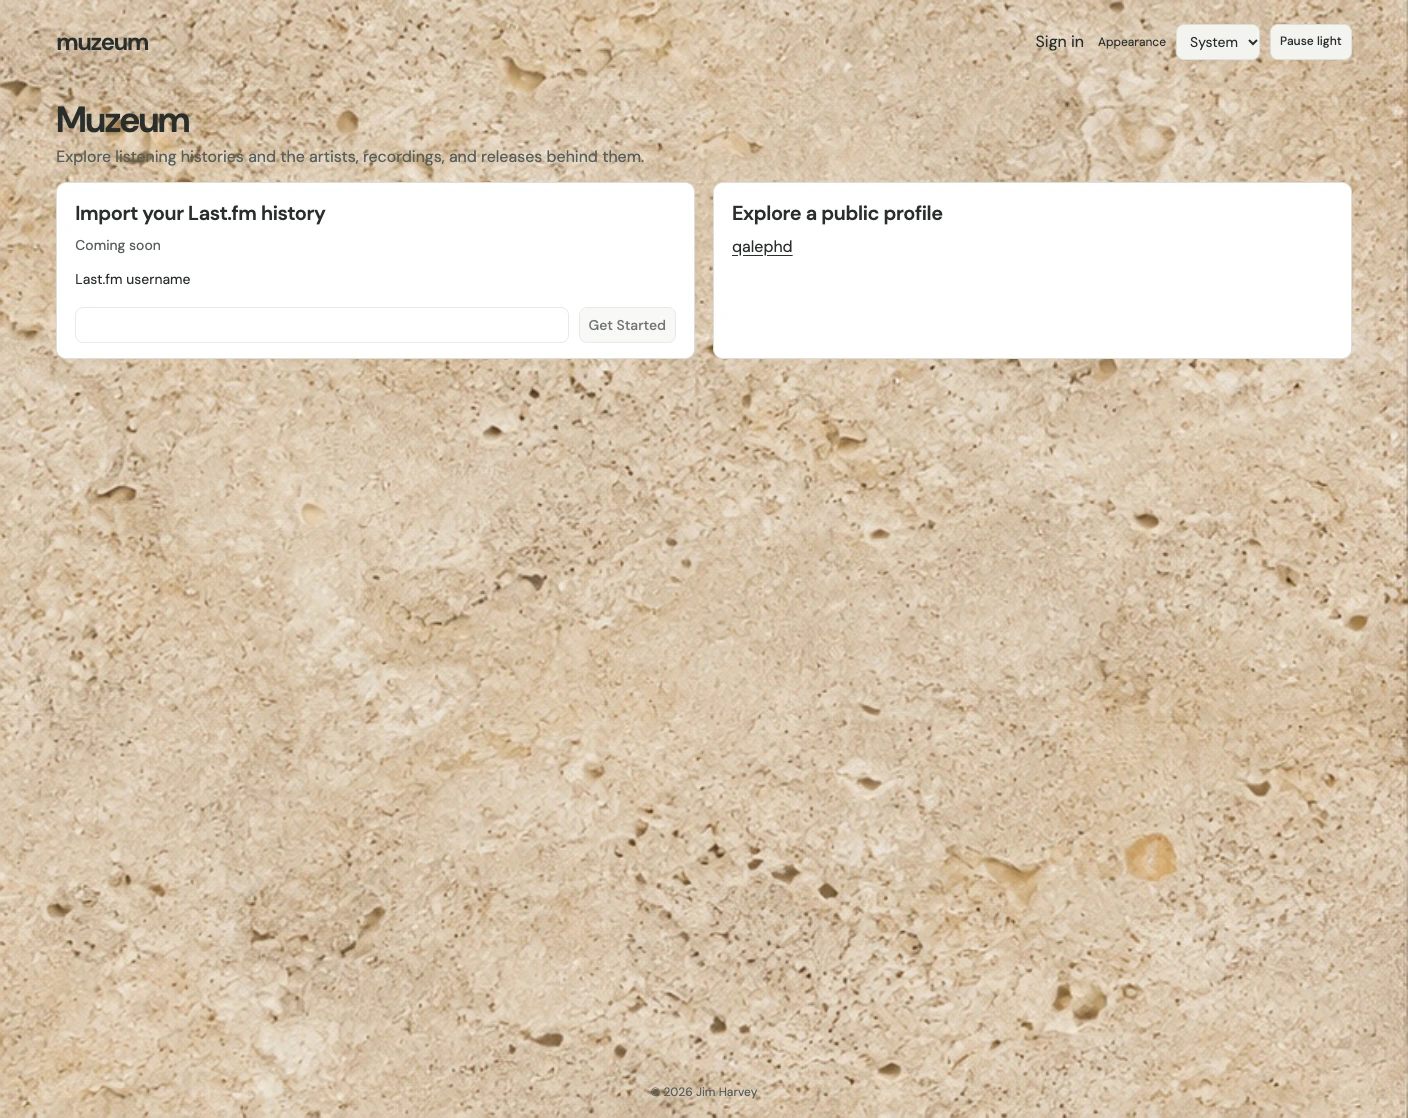 muzeum
Sign in Appearance System Pause light
Muzeum
Explore listening histories and the artists, recordings, and releases behind them.
Import your Last.fm history
Coming soon
Last.fm username
Get Started
Explore a public profile
qalephd
© 2026 Jim Harvey